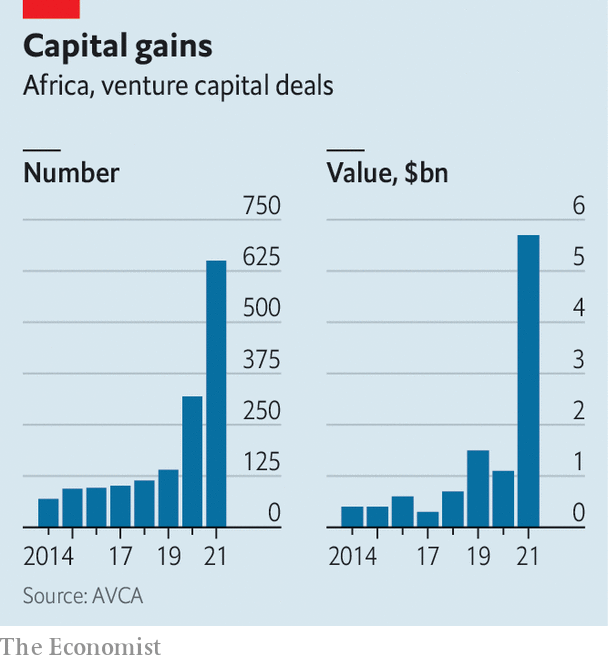 Capital gains
Africa, venture capital deals
Number
750
625
500
375
250
125
0
2014 17 19 21
Value, $bn
6
5
4
3
2
1
0
2014 17 19 21
Source: AVCA
The Economist